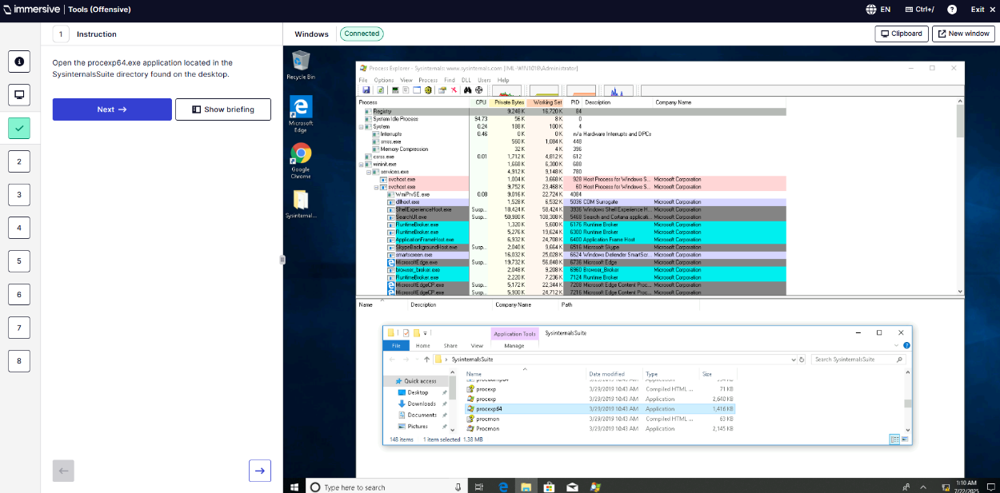 immersive | Tools (Offensive)
EN
Ctrl+/
?
Exit ×
1 Instruction
Open the procexp64.exe application located in the
SysinternalsSuite directory found on the desktop.
Next →
Show briefing
2
3
4
5
6
7
8
Windows Connected
Clipboard
New window
Recycle Bin
Microsoft
Edge
Google
Chrome
Sysinternal...
Process Explorer - Sysinternals: www.sysinternals.com [IML-WIN1018\Administrator]
File Options View Process Find DLL Users Help
Process CPU Private Bytes Working Set PID Description Company Name
Registry 9,248 K 16,720 K 84
System Idle Process 94.73 56 K 8 K 0
System 0.24 188 K 100 K 4
Interrupts 0.46 0 K 0 K n/a Hardware Interrupts and DPCs
smss.exe 560 K 1,084 K 448
Memory Compression 32 K 4 K 396
csrss.exe 0.01 1,712 K 4,812 K 612
wininit.exe 1,668 K 6,300 K 688
services.exe 4,912 K 9,148 K 780
svchost.exe 1,004 K 3,668 K 928 Host Process for Windows S... Microsoft Corporation
svchost.exe 9,752 K 23,468 K 60 Host Process for Windows S... Microsoft Corporation
WmiPrvSE.exe 0.08 9,016 K 22,724 K 4084
dllhost.exe 1,528 K 6,532 K 5036 COM Surrogate Microsoft Corporation
ShellExperienceHost.exe Susp... 18,424 K 58,424 K 3936 Windows Shell Experience H... Microsoft Corporation
SearchUI.exe Susp... 50,980 K 108,308 K 5468 Search and Cortana applicati... Microsoft Corporation
RuntimeBroker.exe 1,320 K 5,600 K 6176 Runtime Broker Microsoft Corporation
RuntimeBroker.exe 5,276 K 19,624 K 6300 Runtime Broker Microsoft Corporation
ApplicationFrameHost.exe 6,932 K 24,708 K 6400 Application Frame Host Microsoft Corporation
SkypeBackgroundHost.exe Susp... 2,040 K 9,664 K 6516 Microsoft Skype Microsoft Corporation
smartscreen.exe 16,032 K 25,028 K 6624 Windows Defender SmartScr... Microsoft Corporation
MicrosoftEdge.exe Susp... 19,732 K 56,848 K 6736 Microsoft Edge Microsoft Corporation
browser_broker.exe 2,048 K 9,208 K 6960 Browser_Broker Microsoft Corporation
RuntimeBroker.exe 2,220 K 7,236 K 7124 Runtime Broker Microsoft Corporation
MicrosoftEdgeCP.exe Susp... 5,172 K 22,344 K 7208 Microsoft Edge Content Proc... Microsoft Corporation
MicrosoftEdgeCP.exe Susp... 5,900 K 24,712 K 7216 Microsoft Edge Content Proc... Microsoft Corporation
Name Description Company Name Path
Application Tools SysinternalsSuite
File Home Share View Manage
SysinternalsSuite
Search SysinternalsSuite
Quick access
Desktop
Downloads
Documents
Pictures
Name Date modified Type Size
procexp 3/29/2019 10:43 AM Compiled HTML ... 71 KB
procexp 3/29/2019 10:43 AM Application 2,640 KB
procexp64 3/29/2019 10:43 AM Application 1,416 KB
procmon 3/29/2019 10:43 AM Compiled HTML ... 63 KB
Procmon 3/29/2019 10:43 AM Application 2,145 KB
148 items 1 item selected 1.38 MB
Type here to search
1:10 AM
7/22/2025